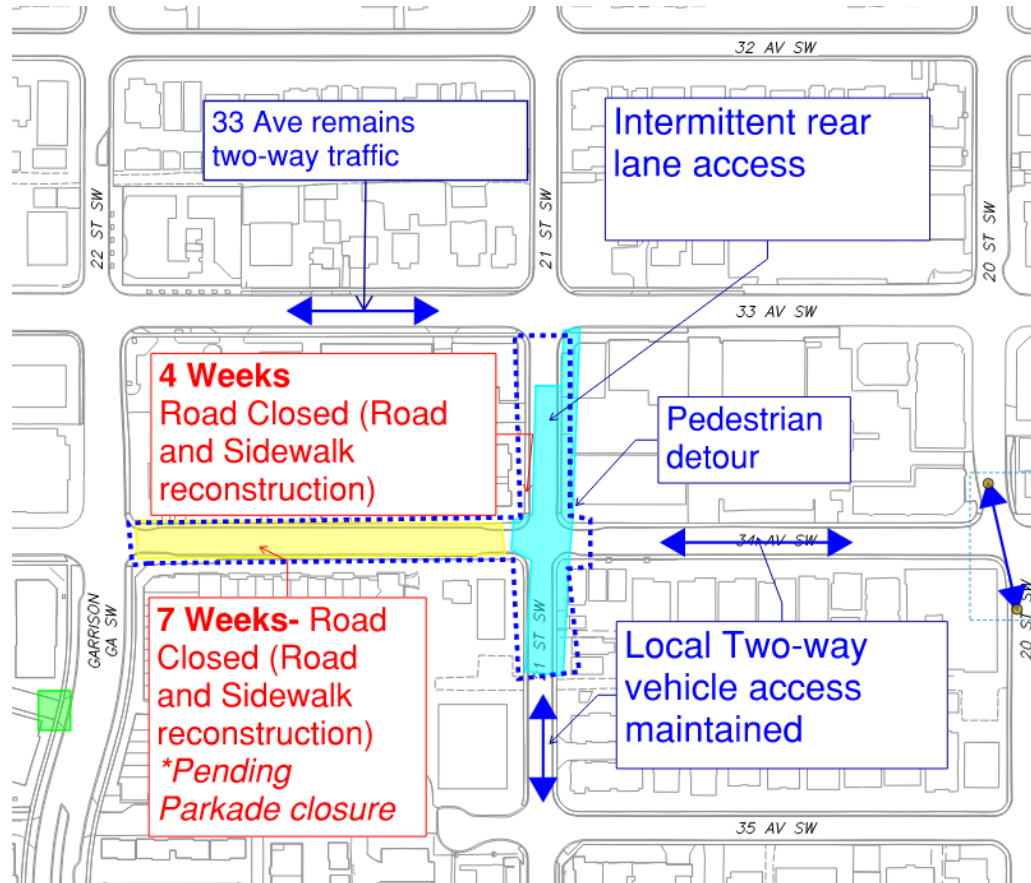 32 AV SW
33 Ave remains
two-way traffic
Intermittent rear
lane access
22 ST SW
21 ST SW
20 ST SW
33 AV SW
4 Weeks
Road Closed (Road
and Sidewalk
reconstruction)
Pedestrian
detour
34 AV SW
GARRISON
GA SW
7 Weeks- Road
Closed (Road
and Sidewalk
reconstruction)
*Pending
Parkade closure
21 ST SW
Local Two-way
vehicle access
maintained
20 ST SW
35 AV SW